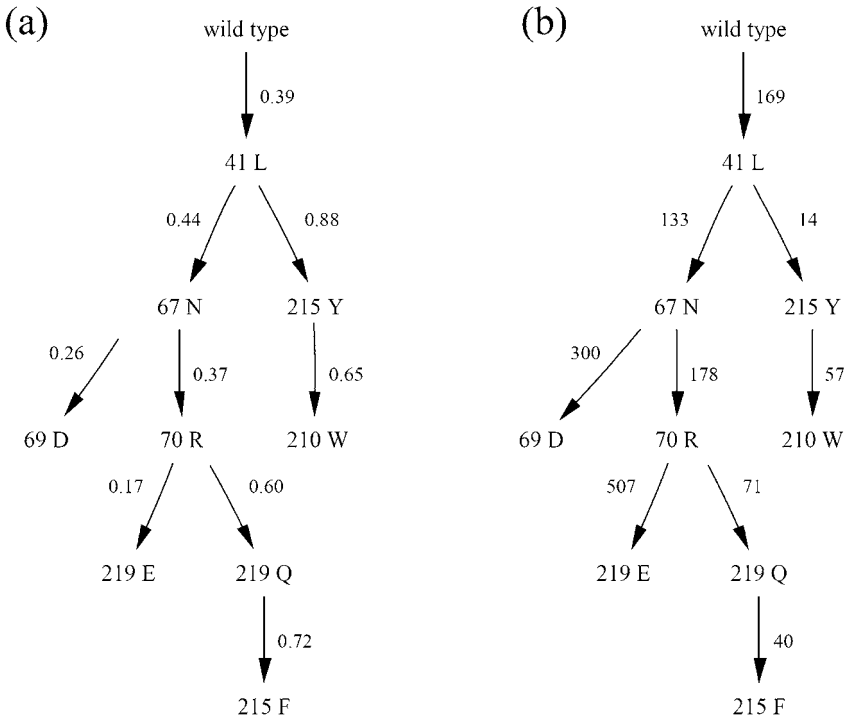 (a)
wild type
0.39
41 L
0.44
0.88
67 N
215 Y
0.26
0.37
0.65
69 D
70 R
210 W
0.17
0.60
219 E
219 Q
0.72
215 F
(b)
wild type
169
41 L
133
14
67 N
215 Y
300
178
57
69 D
70 R
210 W
507
71
219 E
219 Q
40
215 F